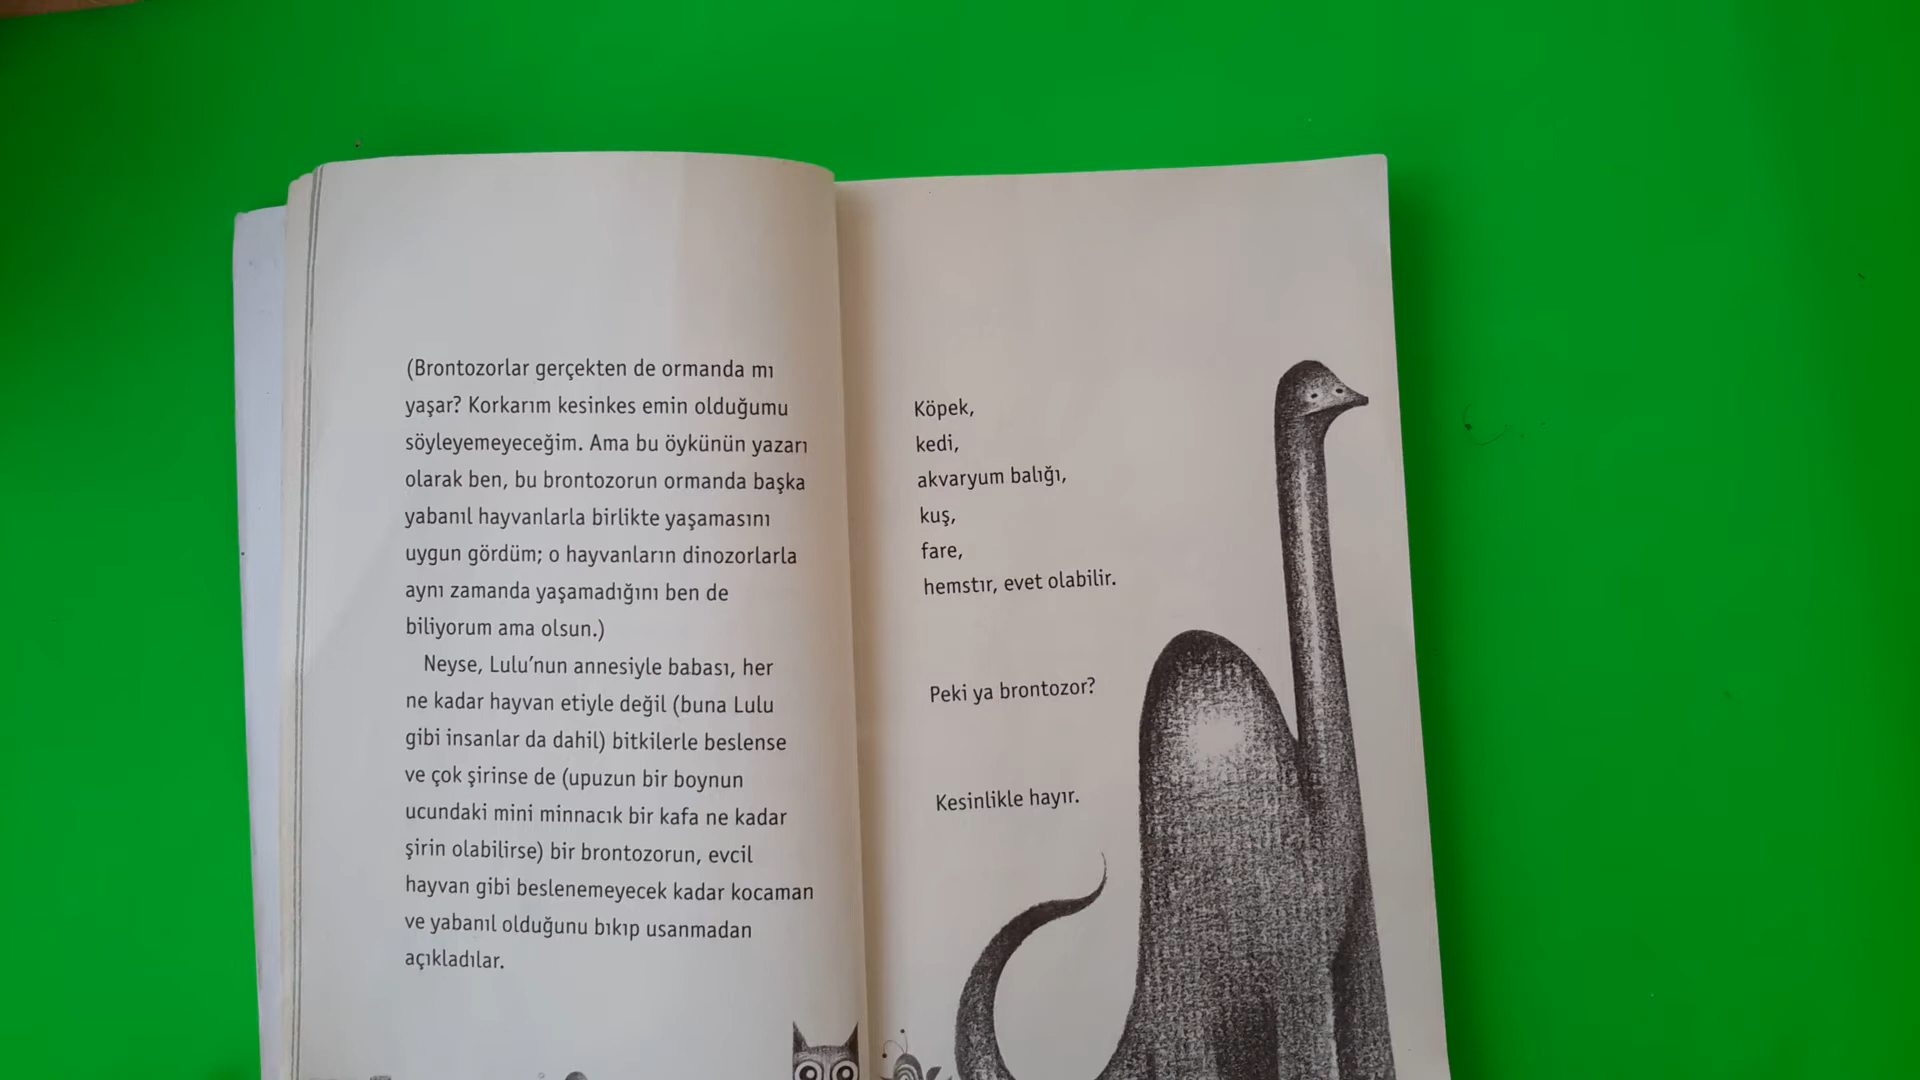 (Brontozorlar gerçekten de ormanda mı
yaşar? Korkarım kesinkes emin olduğumu
söyleyemeyeceğim. Ama bu öykünün yazarı
olarak ben, bu brontozorun ormanda başka
yabanıl hayvanlarla birlikte yaşamasını
uygun gördüm; o hayvanların dinozorlarla
aynı zamanda yaşamadığını ben de
biliyorum ama olsun.)
Neyse, Lulu'nun annesiyle babası, her
ne kadar hayvan etiyle değil (buna Lulu
gibi insanlar da dahil) bitkilerle beslense
ve çok şirinse de (upuzun bir boynun
ucundaki mini minnacık bir kafa ne kadar
şirin olabilirse) bir brontozorun, evcil
hayvan gibi beslenemeyecek kadar kocaman
ve yabanıl olduğunu bıkıp usanmadan
açıkladılar.
Köpek,
kedi,
akvaryum balığı,
kuş,
fare,
hemstır, evet olabilir.
Peki ya brontozor?
Kesinlikle hayır.